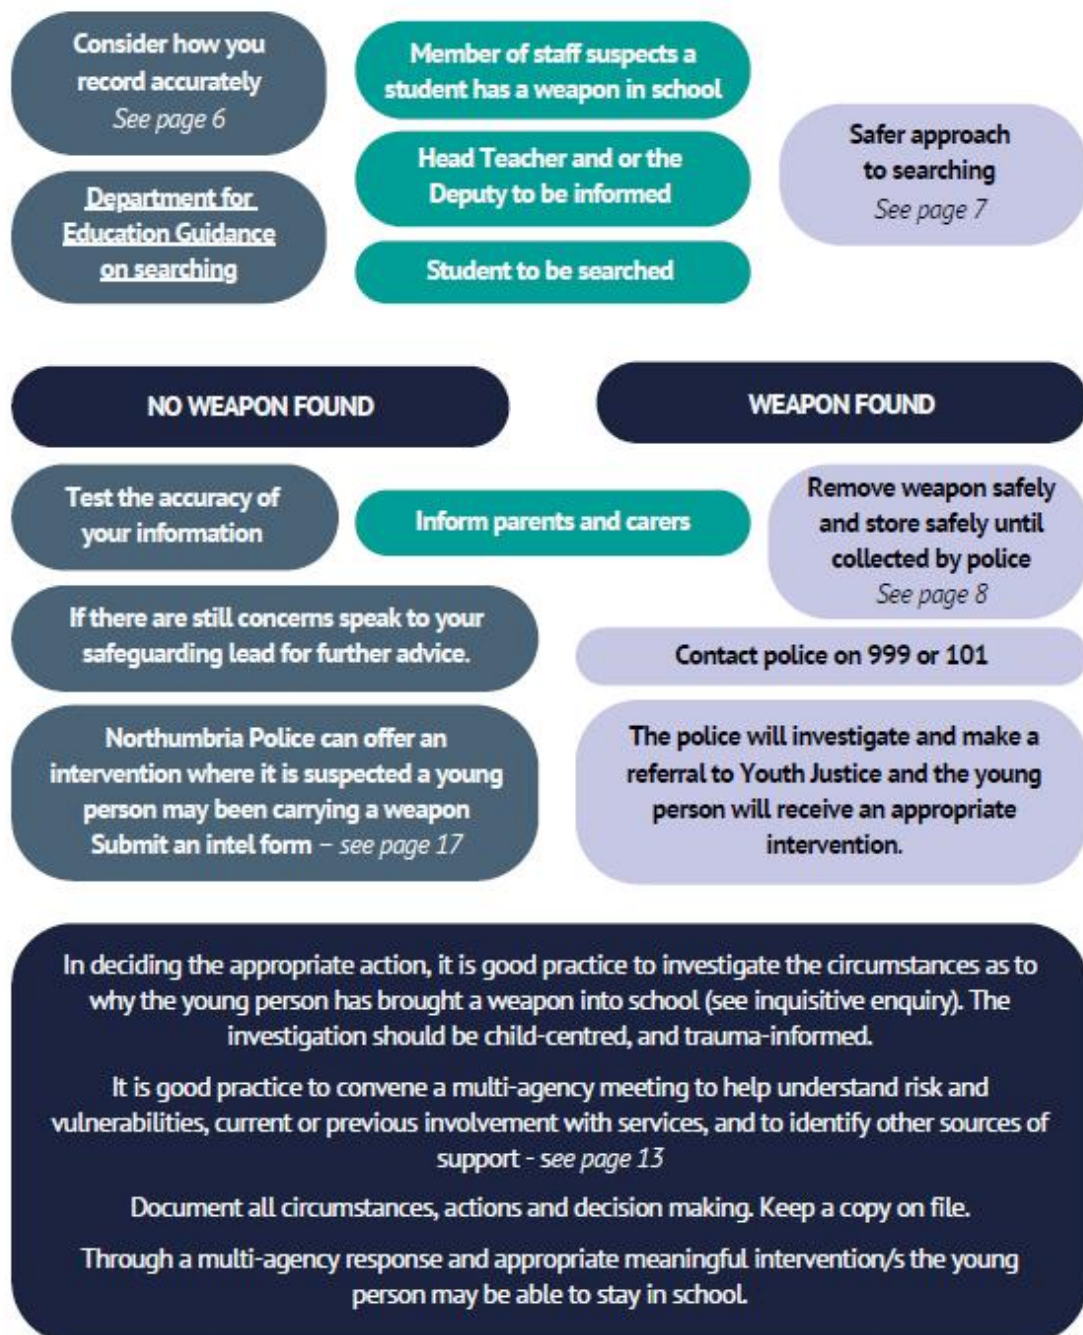 Consider how you
record accurately
See page 6
Department for
Education Guidance
on searching
Member of staff suspects a
student has a weapon in school
Head Teacher and or the
Deputy to be informed
Student to be searched
Safer approach
to searching
See page 7
NO WEAPON FOUND
WEAPON FOUND
Test the accuracy of
your information
Inform parents and carers
Remove weapon safely
and store safely until
collected by police
See page 8
If there are still concerns speak to your
safeguarding lead for further advice.
Contact police on 999 or 101
Northumbria Police can offer an
intervention where it is suspected a young
person may been carrying a weapon
Submit an intel form – see page 17
The police will investigate and make a
referral to Youth Justice and the young
person will receive an appropriate
intervention.
In deciding the appropriate action, it is good practice to investigate the circumstances as to
why the young person has brought a weapon into school (see inquisitive enquiry). The
investigation should be child-centred, and trauma-informed.
It is good practice to convene a multi-agency meeting to help understand risk and
vulnerabilities, current or previous involvement with services, and to identify other sources of
support - see page 13
Document all circumstances, actions and decision making. Keep a copy on file.
Through a multi-agency response and appropriate meaningful intervention/s the young
person may be able to stay in school.